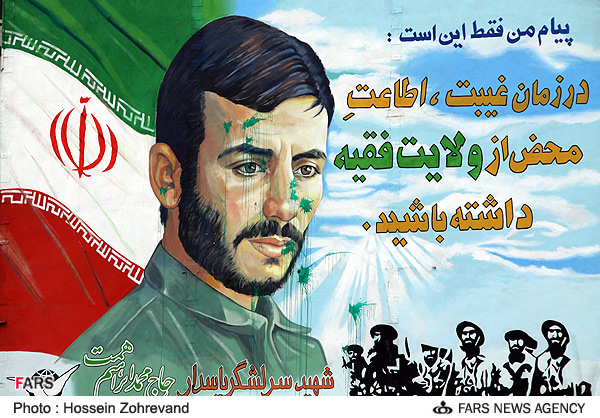 پیام من فقط این است :
در زمان غیبت ، اطاعتِ
محض از ولایت فقیه
داشته باشید.
شهید سرلشگر پاسدار حاج محمد ابراهیم همت
FARS
Photo : Hossein Zohrevand
FARS NEWS AGENCY